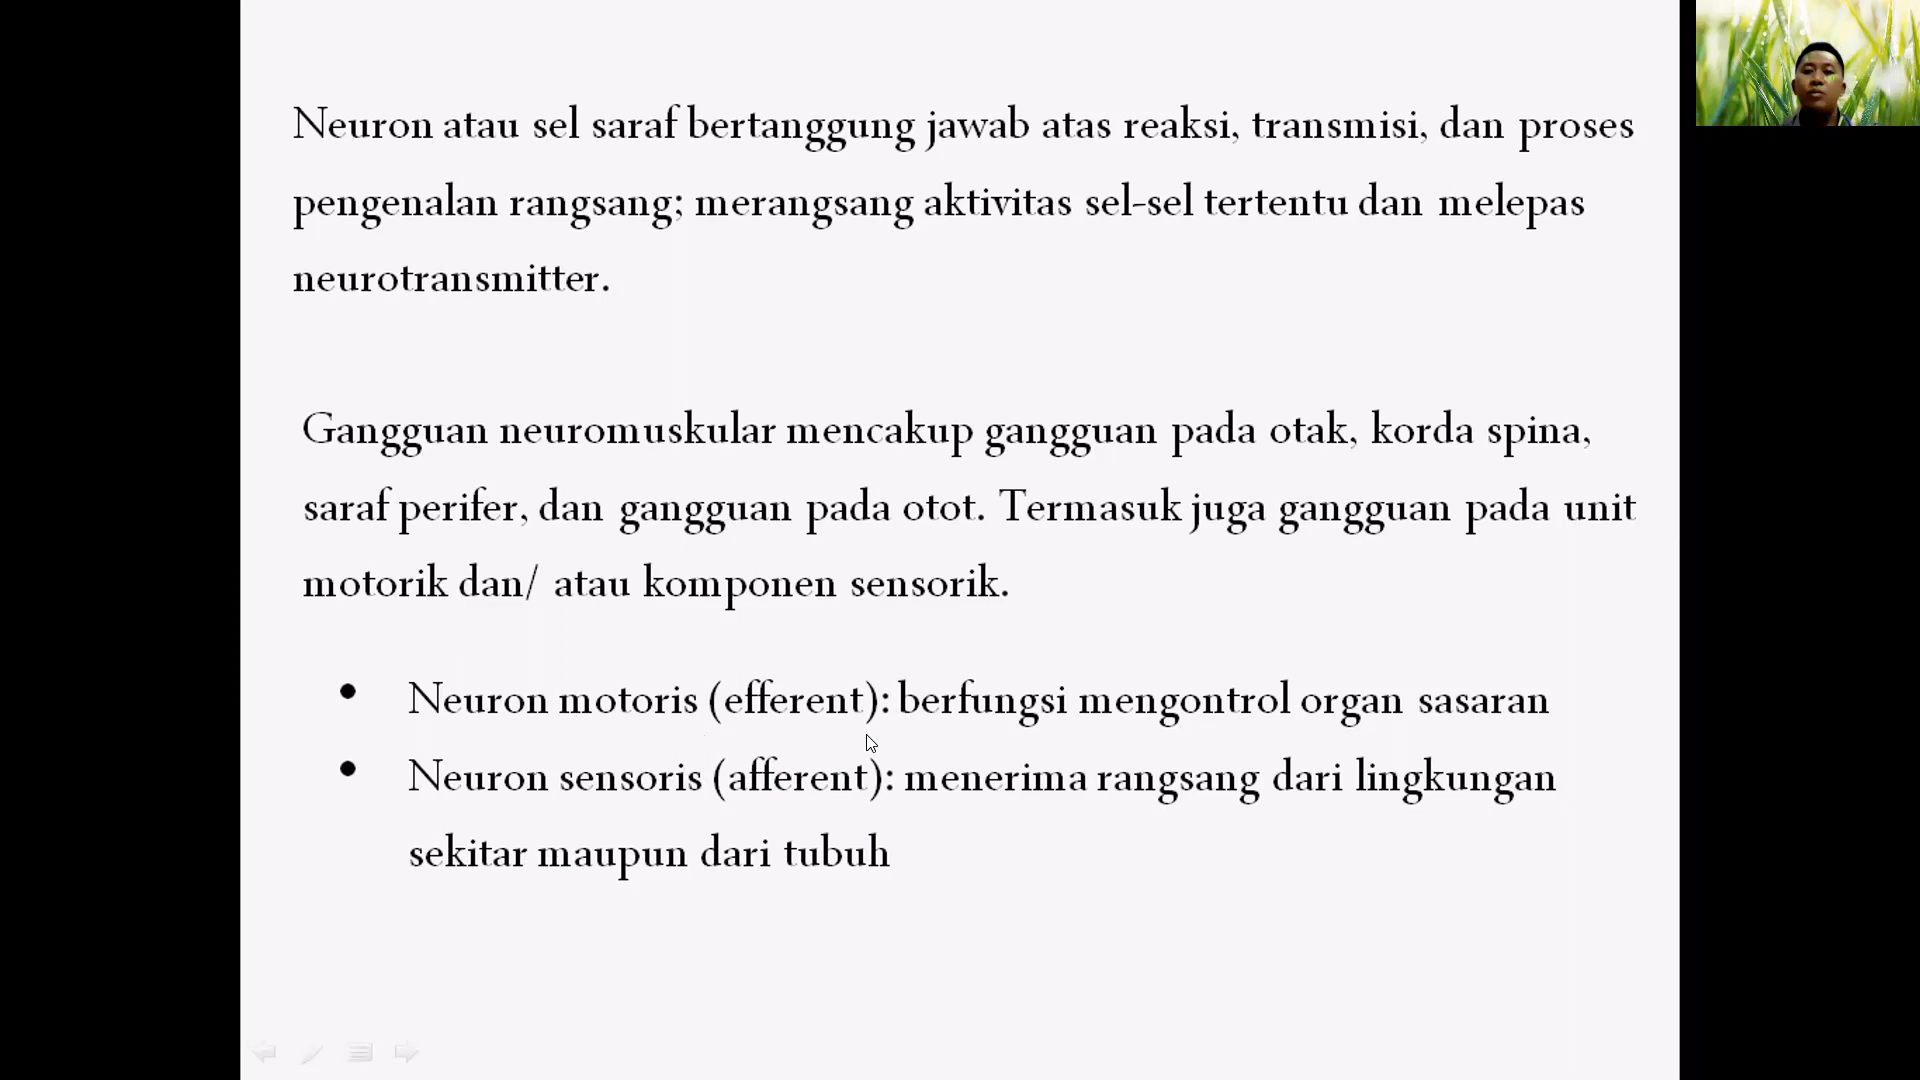 Neuron atau sel saraf bertanggung jawab atas reaksi, transmisi, dan proses
pengenalan rangsang; merangsang aktivitas sel-sel tertentu dan melepas
neurotransmitter.
Gangguan neuromuskular mencakup gangguan pada otak, korda spina,
saraf perifer, dan gangguan pada otot. Termasuk juga gangguan pada unit
motorik dan/ atau komponen sensorik.
• Neuron motoris (efferent): berfungsi mengontrol organ sasaran
• Neuron sensoris (afferent): menerima rangsang dari lingkungan
sekitar maupun dari tubuh